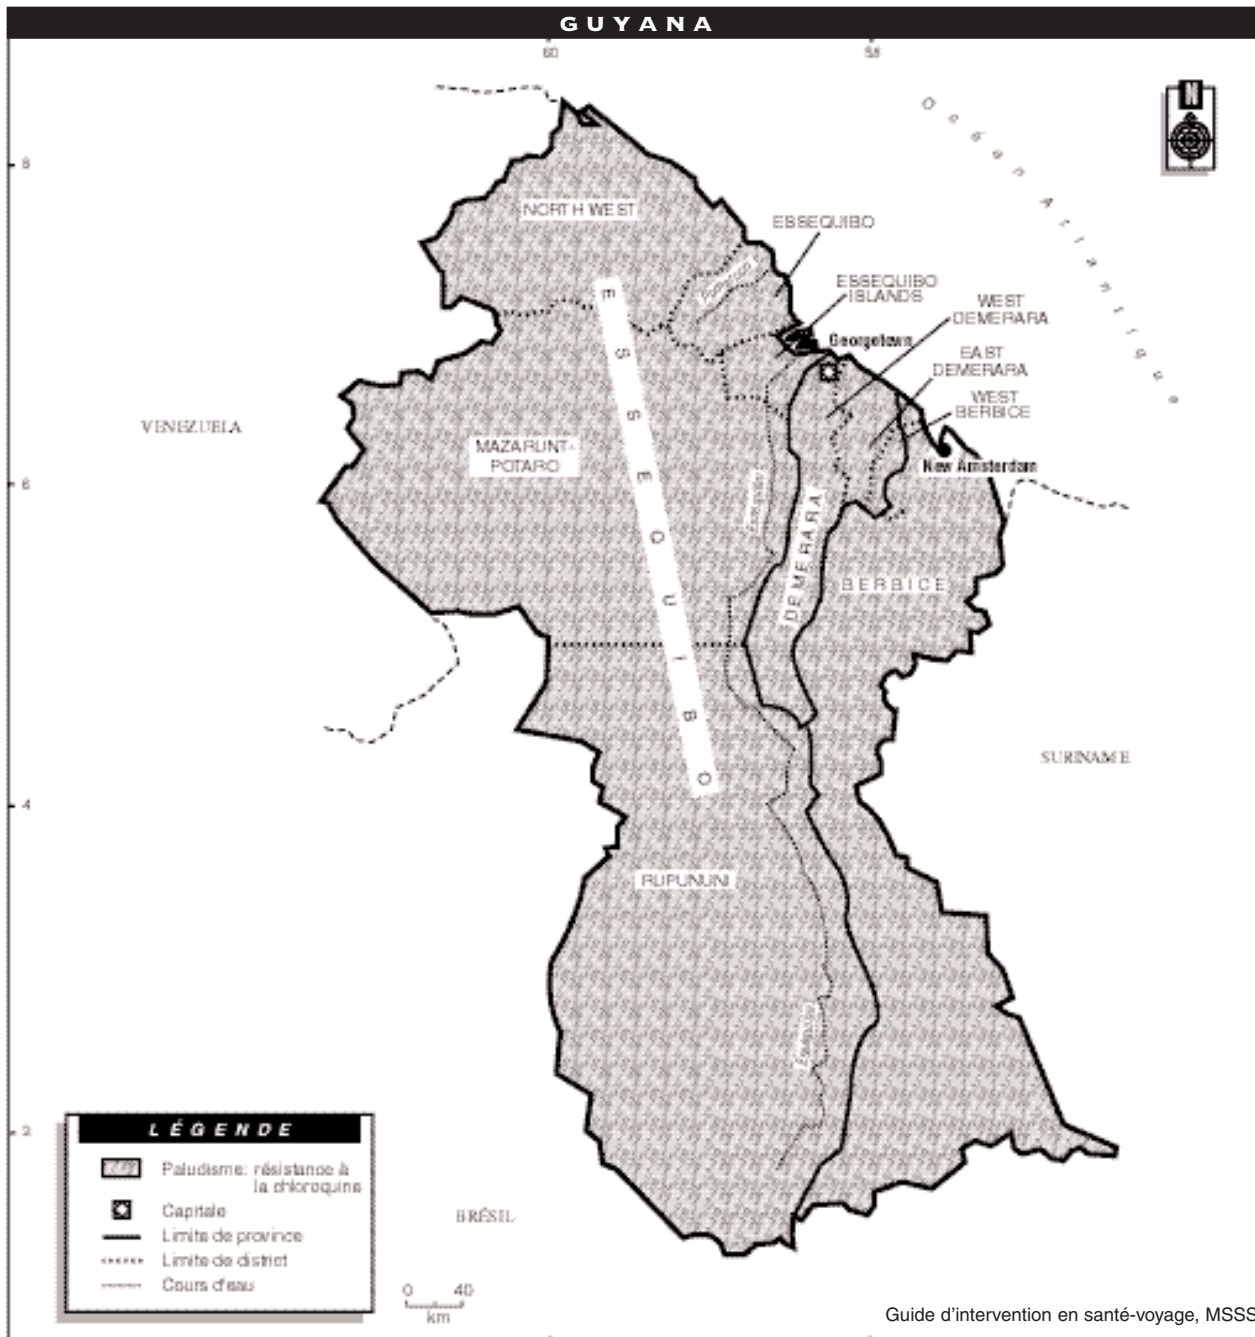 GUYANA
60
58
N
Océan Atlantique
8
NORTH WEST
ESSEQUIBO
ESSEQUIBO
ISLANDS
WEST
DEMERARA
Georgetown
EAST
DEMERARA
WEST
BERBICE
VENEZUELA
MAZARUNT-
POTARO
ESSEQUIBO
New Amsterdam
6
Essequibo
DEMERARA
BERBICE
SURINAME
4
RUPUNUNI
2
LÉGENDE
Paludisme: résistance à
la chloroquine
Capitale
Limite de province
Limite de district
Cours d'eau
BRÉSIL
0 40
km
Guide d'intervention en santé-voyage, MSSS